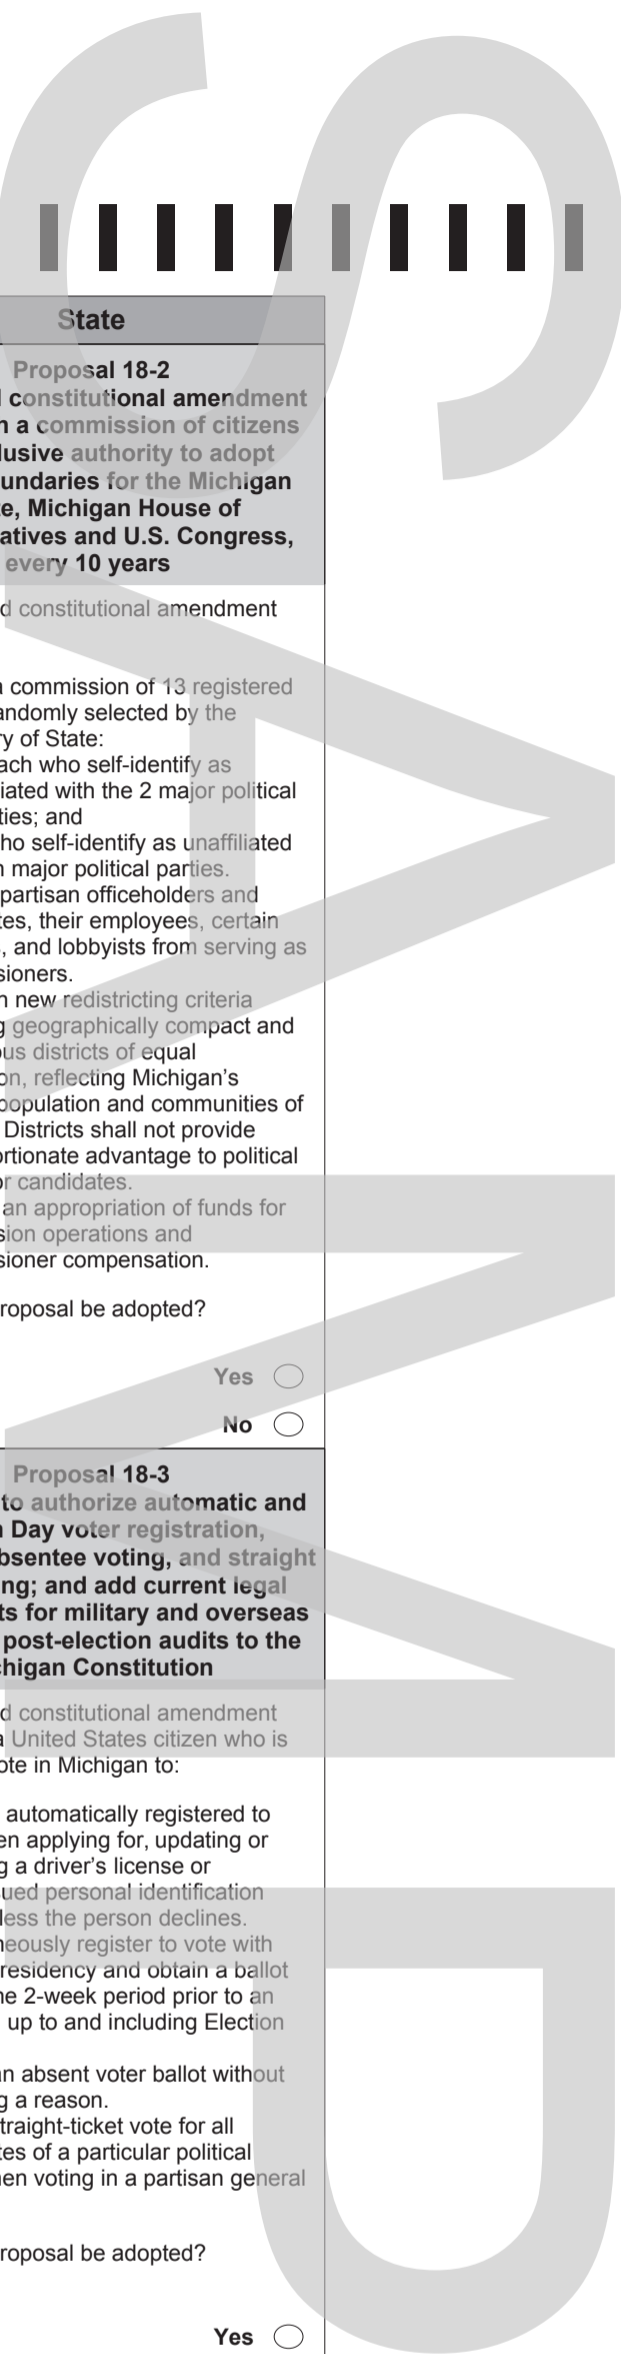 State
Proposal 18-2
l constitutional amendment
n a commission of citizens
lusive authority to adopt
undaries for the Michigan
te, Michigan House of
atives and U.S. Congress,
every 10 years
d constitutional amendment
a commission of 13 registered
andomly selected by the
ry of State:
ach who self-identify as
iated with the 2 major political
ties; and
ho self-identify as unaffiliated
h major political parties.
partisan officeholders and
tes, their employees, certain
, and lobbyists from serving as
sioners.
h new redistricting criteria
g geographically compact and
ous districts of equal
on, reflecting Michigan's
population and communities of
Districts shall not provide
ortionate advantage to political
or candidates.
an appropriation of funds for
sion operations and
sioner compensation.
roposal be adopted?
Yes
No
Proposal 18-3
to authorize automatic and
n Day voter registration,
bsentee voting, and straight
ing; and add current legal
ts for military and overseas
post-election audits to the
chigan Constitution
d constitutional amendment
a United States citizen who is
ote in Michigan to:
automatically registered to
en applying for, updating or
g a driver's license or
sued personal identification
less the person declines.
neously register to vote with
residency and obtain a ballot
he 2-week period prior to an
up to and including Election
an absent voter ballot without
g a reason.
traight-ticket vote for all
tes of a particular political
hen voting in a partisan general
roposal be adopted?
Yes
SAMP